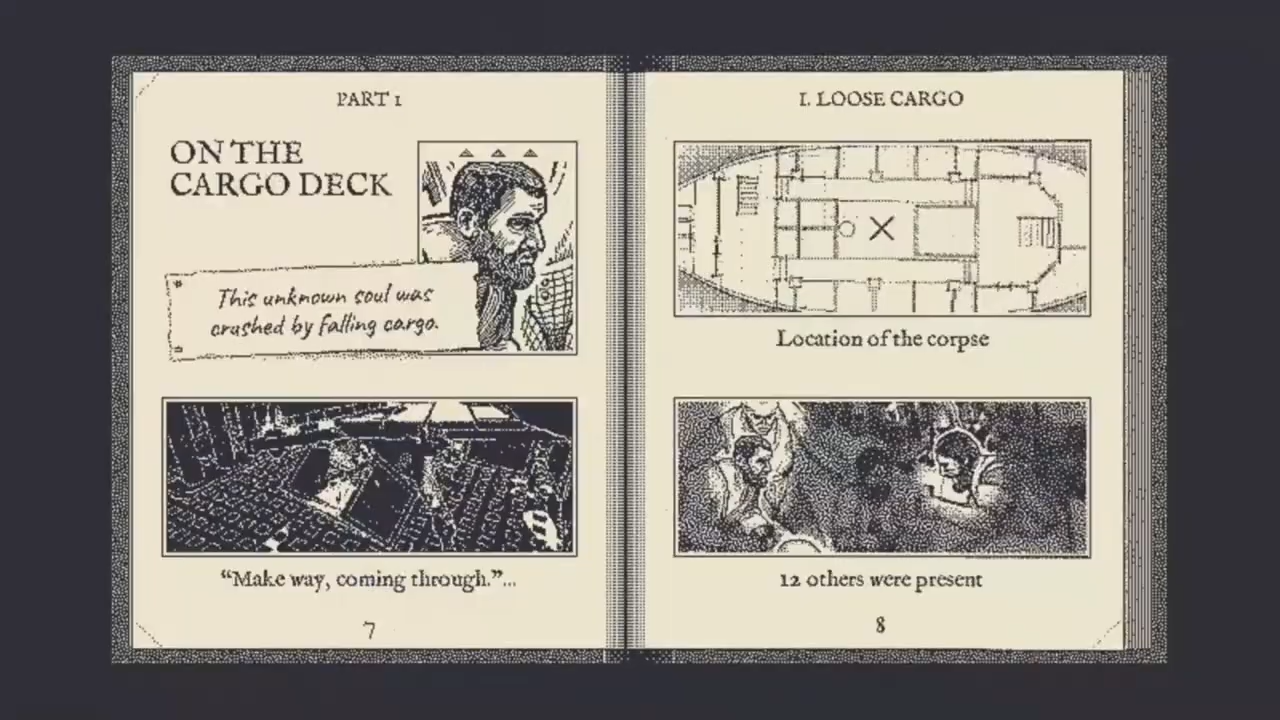 PART 1
ON THE
CARGO DECK
This unknown soul was
crushed by falling cargo.
"Make way, coming through."...
7
I. LOOSE CARGO
Location of the corpse
12 others were present
8